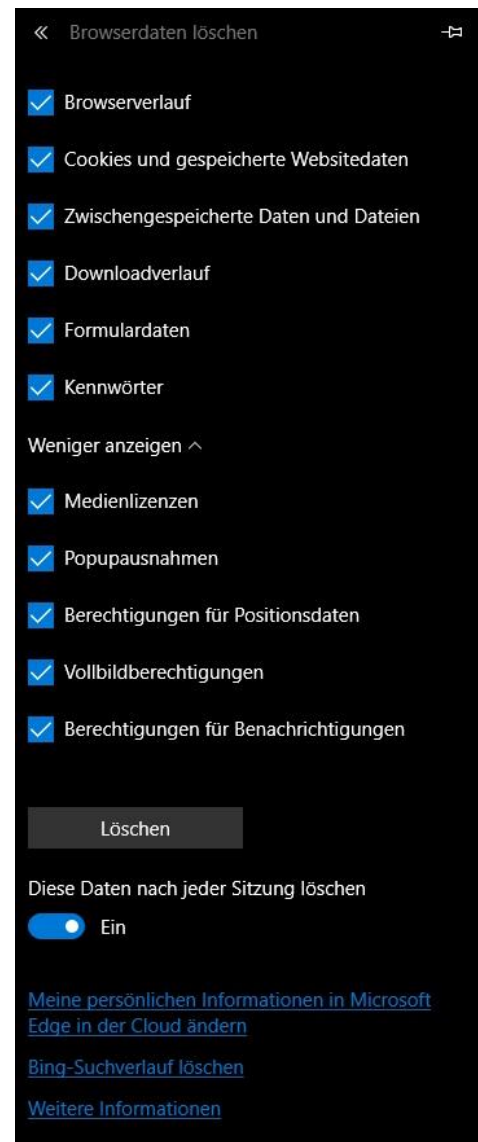 Browserdaten löschen
Browserverlauf
Cookies und gespeicherte Websitedaten
Zwischengespeicherte Daten und Dateien
Downloadverlauf
Formulardaten
Kennwörter
Weniger anzeigen
Medienlizenzen
Popupausnahmen
Berechtigungen für Positionsdaten
Vollbildberechtigungen
Berechtigungen für Benachrichtigungen
Löschen
Diese Daten nach jeder Sitzung löschen
Ein
Meine persönlichen Informationen in Microsoft
Edge in der Cloud ändern
Bing-Suchverlauf löschen
Weitere Informationen